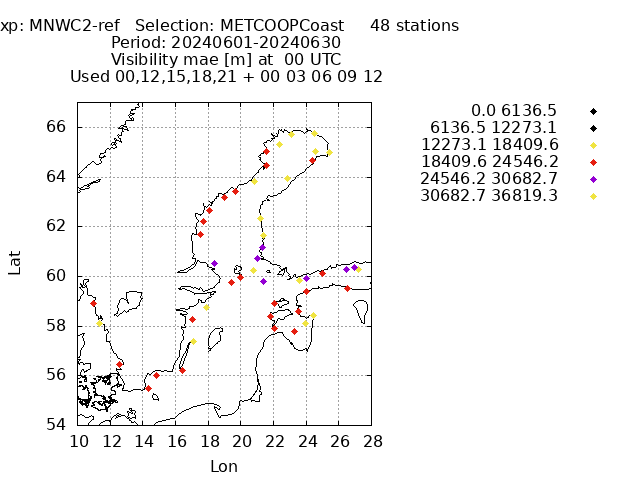 xp: MNWC2-ref   Selection: METCOOPCoast     48 stations
Period: 20240601-20240630
Visibility mae [m] at  00 UTC
Used 00,12,15,18,21 + 00 03 06 09 12
0.0 6136.5
6136.5 12273.1
12273.1 18409.6
18409.6 24546.2
24546.2 30682.7
30682.7 36819.3
66
64
62
60
58
56
54
Lat
10 12 14 16 18 20 22 24 26 28
Lon